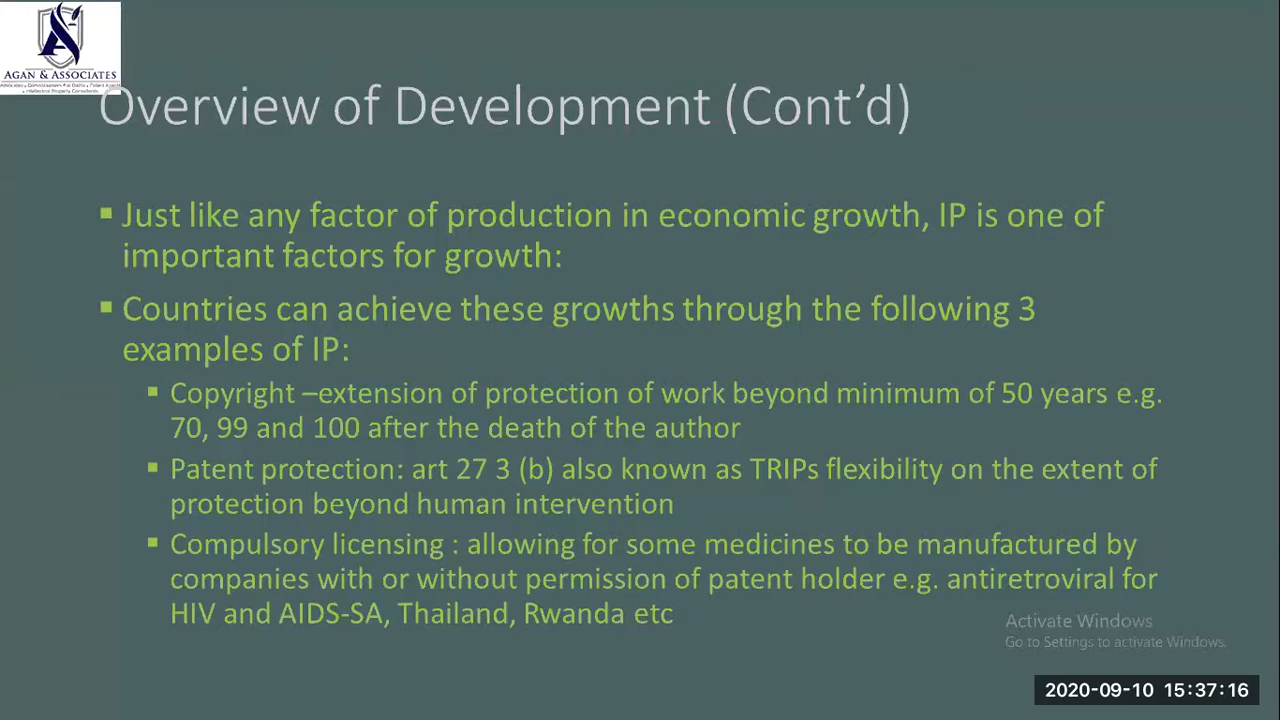 AGAN & ASSOCIATES
Overview of Development (Cont’d)
▪ Just like any factor of production in economic growth, IP is one of
important factors for growth:
▪ Countries can achieve these growths through the following 3
examples of IP:
▪ Copyright –extension of protection of work beyond minimum of 50 years e.g.
70, 99 and 100 after the death of the author
▪ Patent protection: art 27 3 (b) also known as TRIPs flexibility on the extent of
protection beyond human intervention
▪ Compulsory licensing : allowing for some medicines to be manufactured by
companies with or without permission of patent holder e.g. antiretroviral for
HIV and AIDS-SA, Thailand, Rwanda etc
Activate Windows
Go to Settings to activate Windows.
2020-09-10 15:37:16